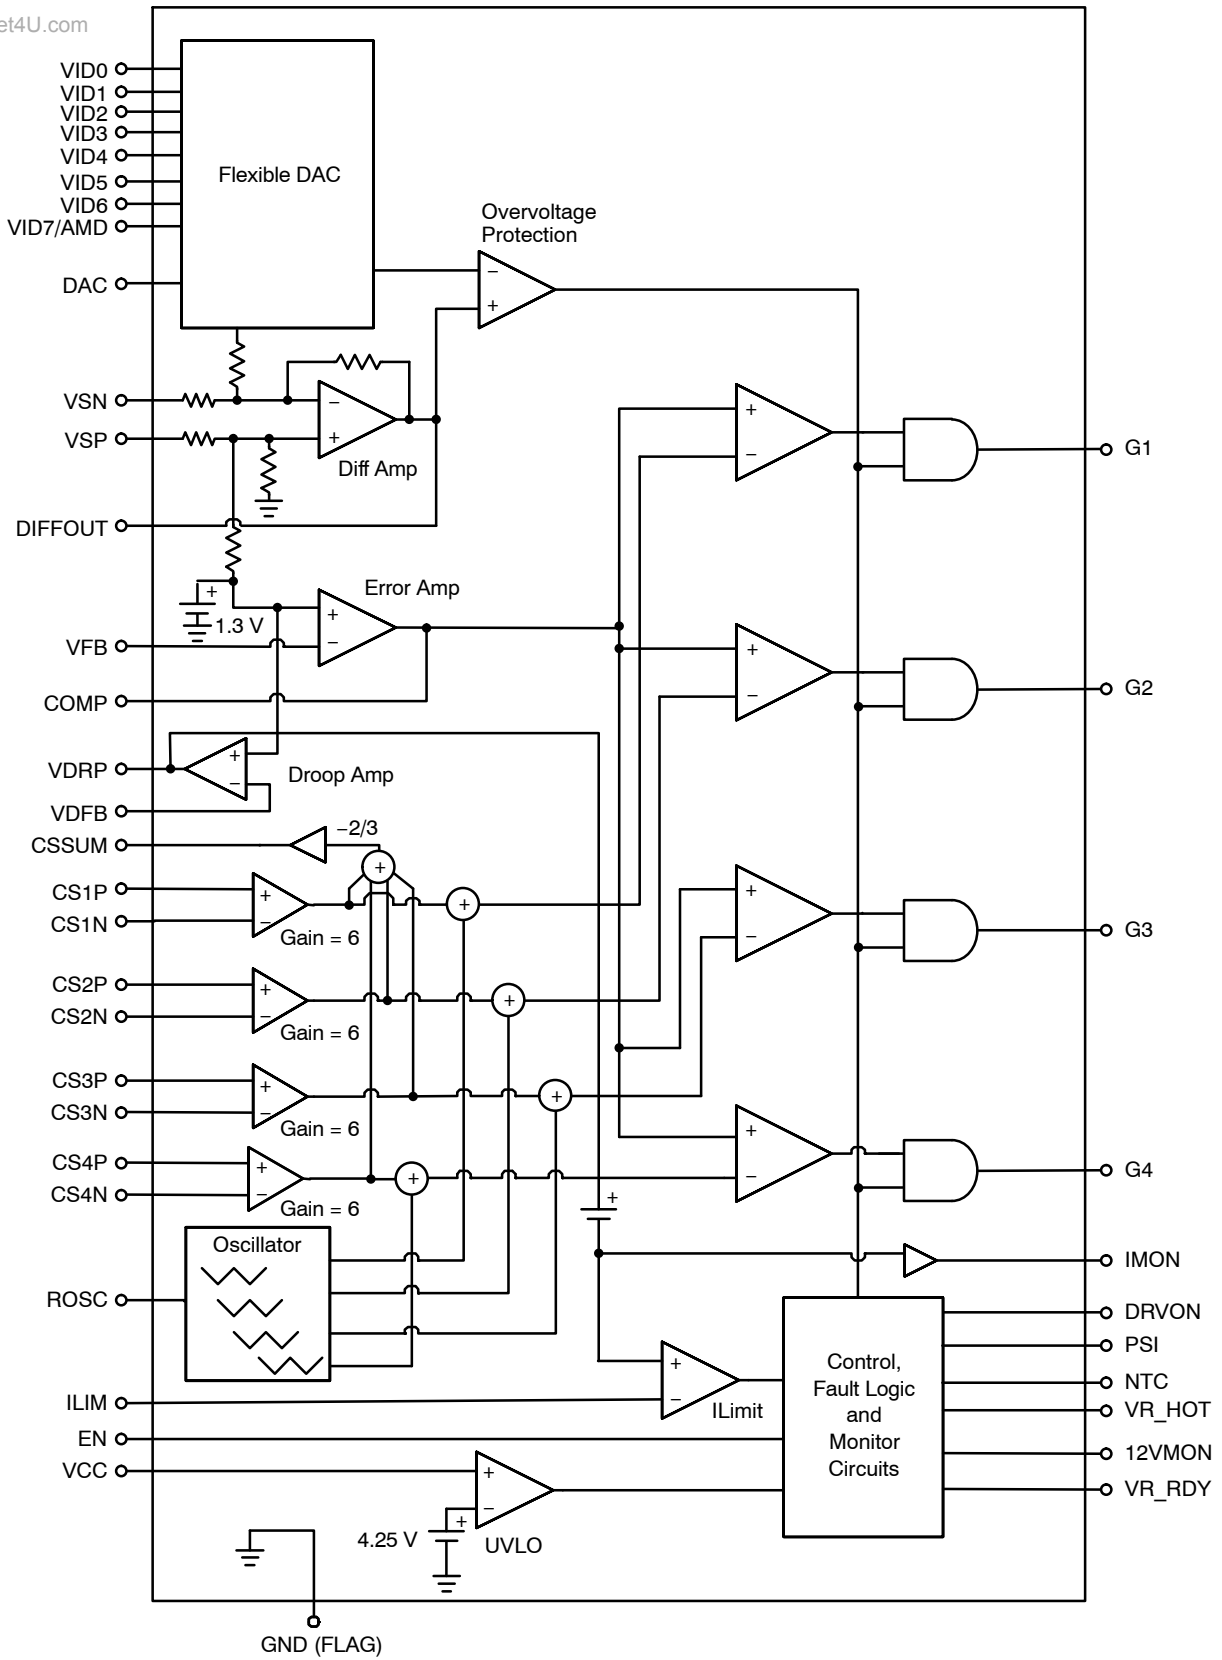 et4U.com
VID0
VID1
VID2
VID3
VID4
VID5
VID6
VID7/AMD
DAC
Flexible DAC
Overvoltage
Protection
−
+
VSN
VSP
−
+
Diff Amp
DIFFOUT
+
1.3 V
Error Amp
+
−
VFB
COMP
VDRP
VDFB
+
−
Droop Amp
CSSUM
−2/3
+
CS1P
CS1N
+
−
Gain = 6
+
CS2P
CS2N
+
−
Gain = 6
+
CS3P
CS3N
+
−
Gain = 6
+
CS4P
CS4N
+
−
Gain = 6
+
+
−
G1
+
−
G2
+
−
G3
+
−
G4
Oscillator
ROSC
+
IMON
ILIM
+
−
ILimit
EN
VCC
+
−
+
4.25 V
UVLO
Control,
Fault Logic
and
Monitor
Circuits
DRVON
PSI
NTC
VR_HOT
12VMON
VR_RDY
GND (FLAG)